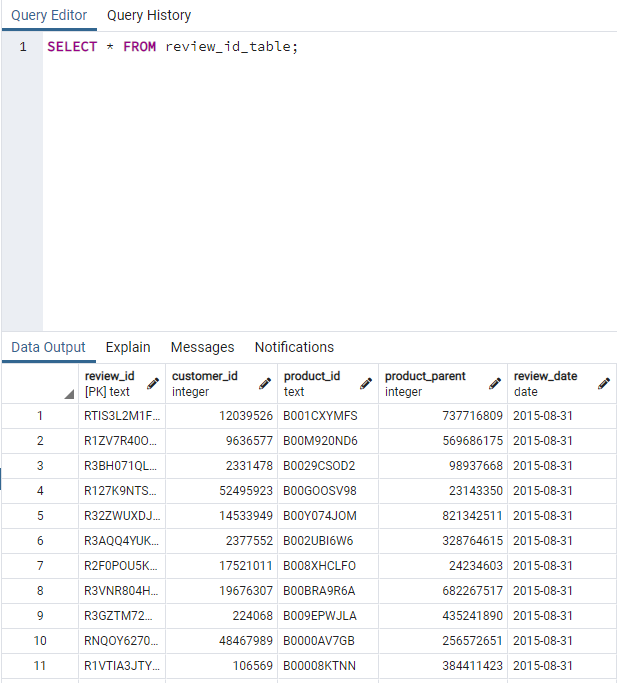 Query Editor Query History
1 SELECT * FROM review_id_table;
Data Output Explain Messages Notifications
review_id customer_id product_id product_parent review_date
[PK] text integer text integer date
1 RTIS3L2M1F... 12039526 B001CXYMFS 737716809 2015-08-31
2 R1ZV7R40O... 9636577 B00M920ND6 569686175 2015-08-31
3 R3BH071QL... 2331478 B0029CSOD2 98937668 2015-08-31
4 R127K9NTS... 52495923 B00GOOSV98 23143350 2015-08-31
5 R32ZWUXDJ... 14533949 B00Y074JOM 821342511 2015-08-31
6 R3AQQ4YUK... 2377552 B002UBI6W6 328764615 2015-08-31
7 R2F0POU5K... 17521011 B008XHCLFO 24234603 2015-08-31
8 R3VNR804H... 19676307 B00BRA9R6A 682267517 2015-08-31
9 R3GZTM72... 224068 B009EPWJLA 435241890 2015-08-31
10 RNQOY6270... 48467989 B0000AV7GB 256572651 2015-08-31
11 R1VTIA3JTY... 106569 B00008KTNN 384411423 2015-08-31